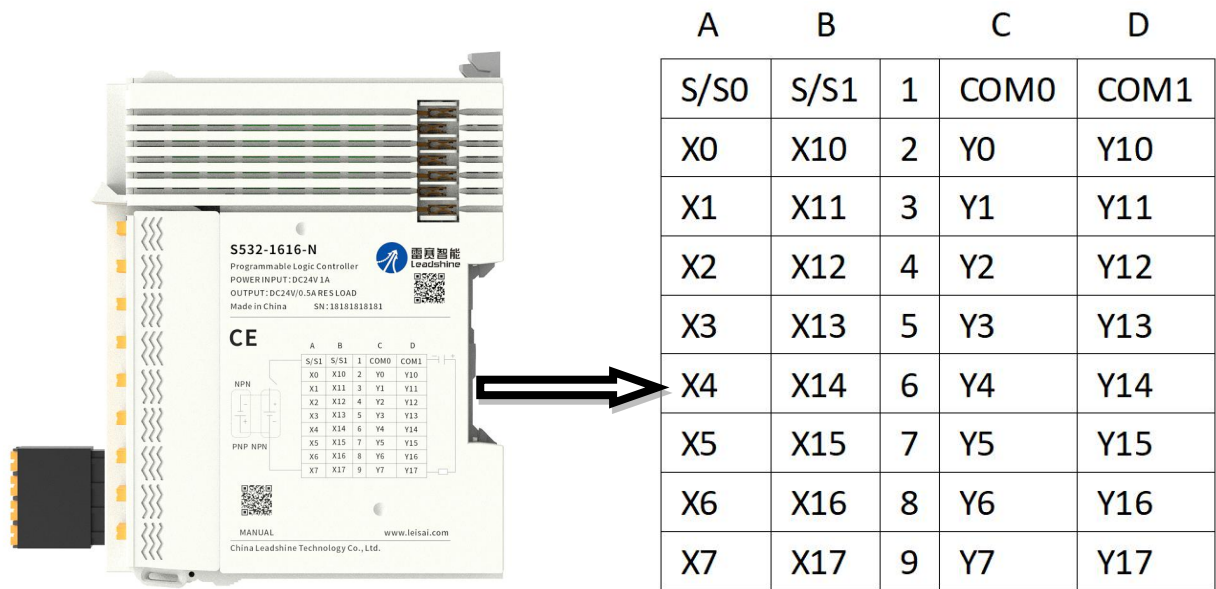 S532-1616-N
雷赛智能
Leadshine
Programmable Logic Controller
POWER INPUT:DC24V 1A
OUTPUT:DC24V/0.5A RES LOAD
Made in China SN:18181818181
CE
A B C D
S/S1 S/S1 1 COM0 COM1
X0 X10 2 Y0 Y10
X1 X11 3 Y1 Y11
X2 X12 4 Y2 Y12
X3 X13 5 Y3 Y13
X4 X14 6 Y4 Y14
X5 X15 7 Y5 Y15
X6 X16 8 Y6 Y16
X7 X17 9 Y7 Y17
NPN
PNP NPN
MANUAL www.leisai.com
China Leadshine Technology Co., Ltd.
A B C D
S/S0 S/S1 1 COM0 COM1
X0 X10 2 Y0 Y10
X1 X11 3 Y1 Y11
X2 X12 4 Y2 Y12
X3 X13 5 Y3 Y13
X4 X14 6 Y4 Y14
X5 X15 7 Y5 Y15
X6 X16 8 Y6 Y16
X7 X17 9 Y7 Y17